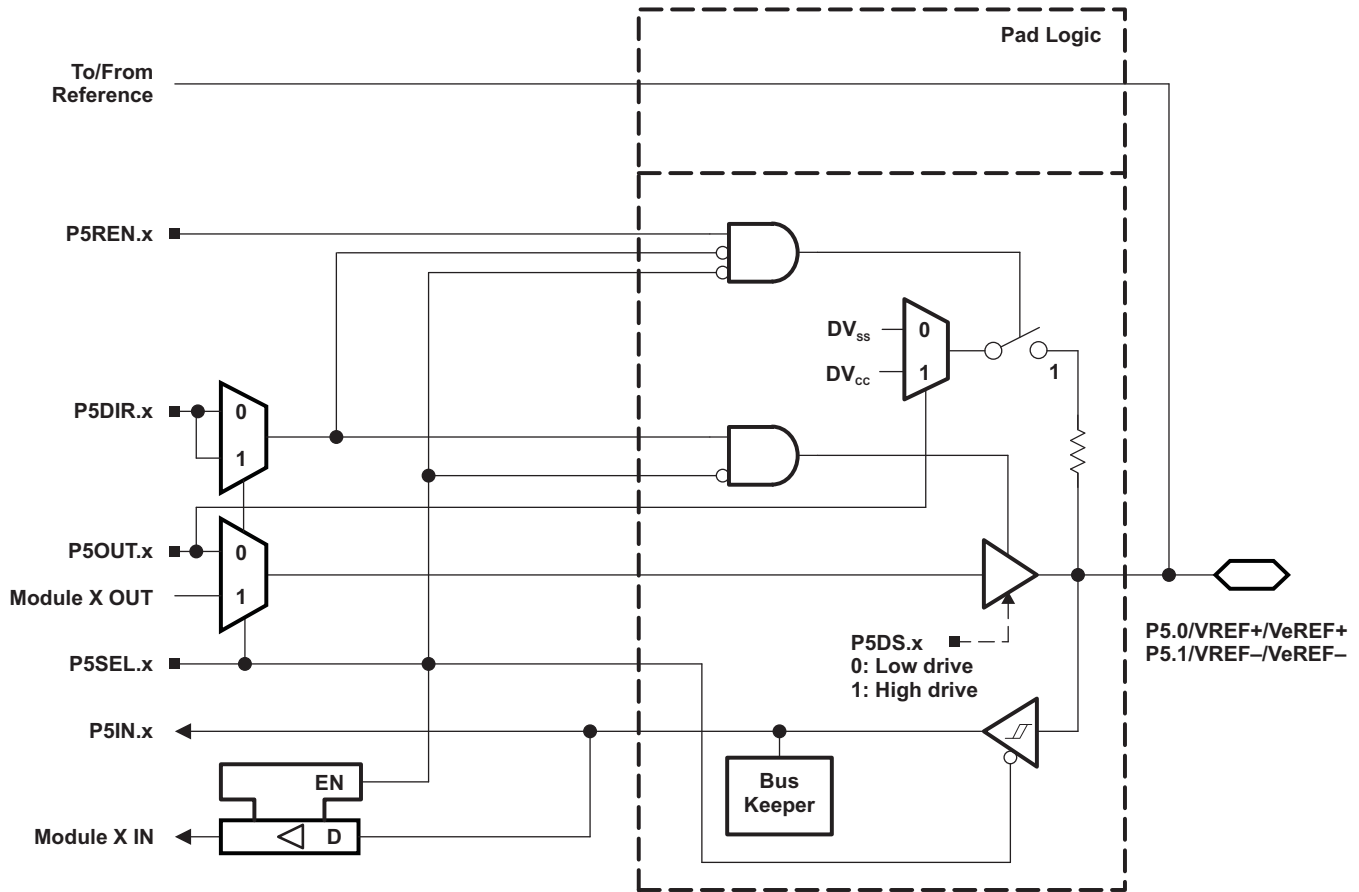 Pad Logic
To/From
Reference
P5REN.x
DVSS
0
DVCC
1
1
P5DIR.x
0
1
P5OUT.x
0
Module X OUT
1
P5SEL.x
P5DS.x
0: Low drive
1: High drive
P5.0/VREF+/VeREF+
P5.1/VREF–/VeREF–
P5IN.x
Bus
Keeper
EN
Module X IN
D